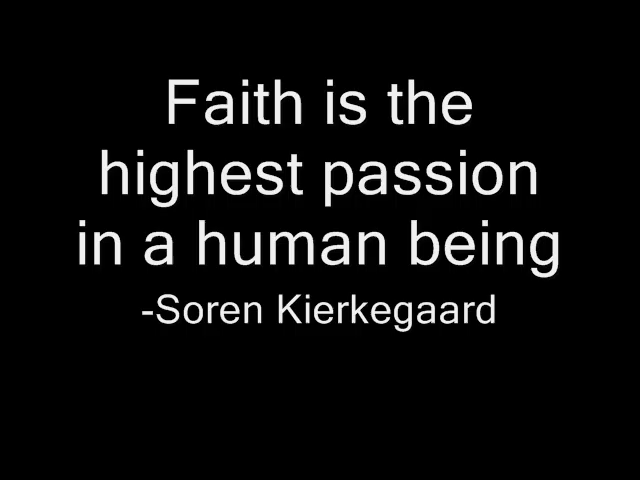 Faith is the
highest passion
in a human being
-Soren Kierkegaard